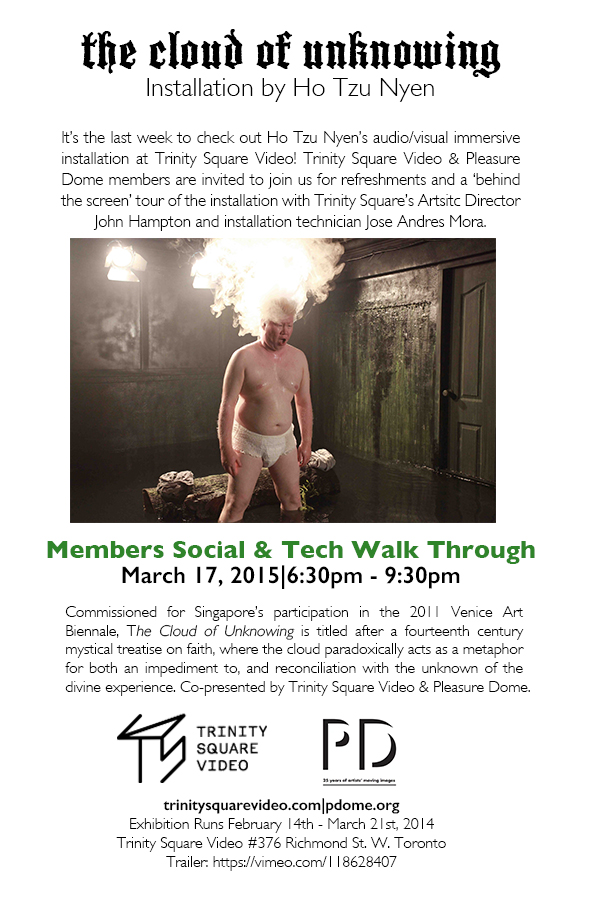 the cloud of unknowing
Installation by Ho Tzu Nyen
It's the last week to check out Ho Tzu Nyen's audio/visual immersive
installation at Trinity Square Video! Trinity Square Video & Pleasure
Dome members are invited to join us for refreshments and a 'behind
the screen' tour of the installation with Trinity Square's Artsitc Director
John Hampton and installation technician Jose Andres Mora.
Members Social & Tech Walk Through
March 17, 2015|6:30pm - 9:30pm
Commissioned for Singapore's participation in the 2011 Venice Art
Biennale, The Cloud of Unknowing is titled after a fourteenth century
mystical treatise on faith, where the cloud paradoxically acts as a metaphor
for both an impediment to, and reconciliation with the unknown of the
divine experience. Co-presented by Trinity Square Video & Pleasure Dome.
TRINITY
SQUARE
VIDEO
PD
25 years of artists' moving images
trinitysquarevideo.com|pdome.org
Exhibition Runs February 14th - March 21st, 2014
Trinity Square Video #376 Richmond St. W. Toronto
Trailer: https://vimeo.com/118628407